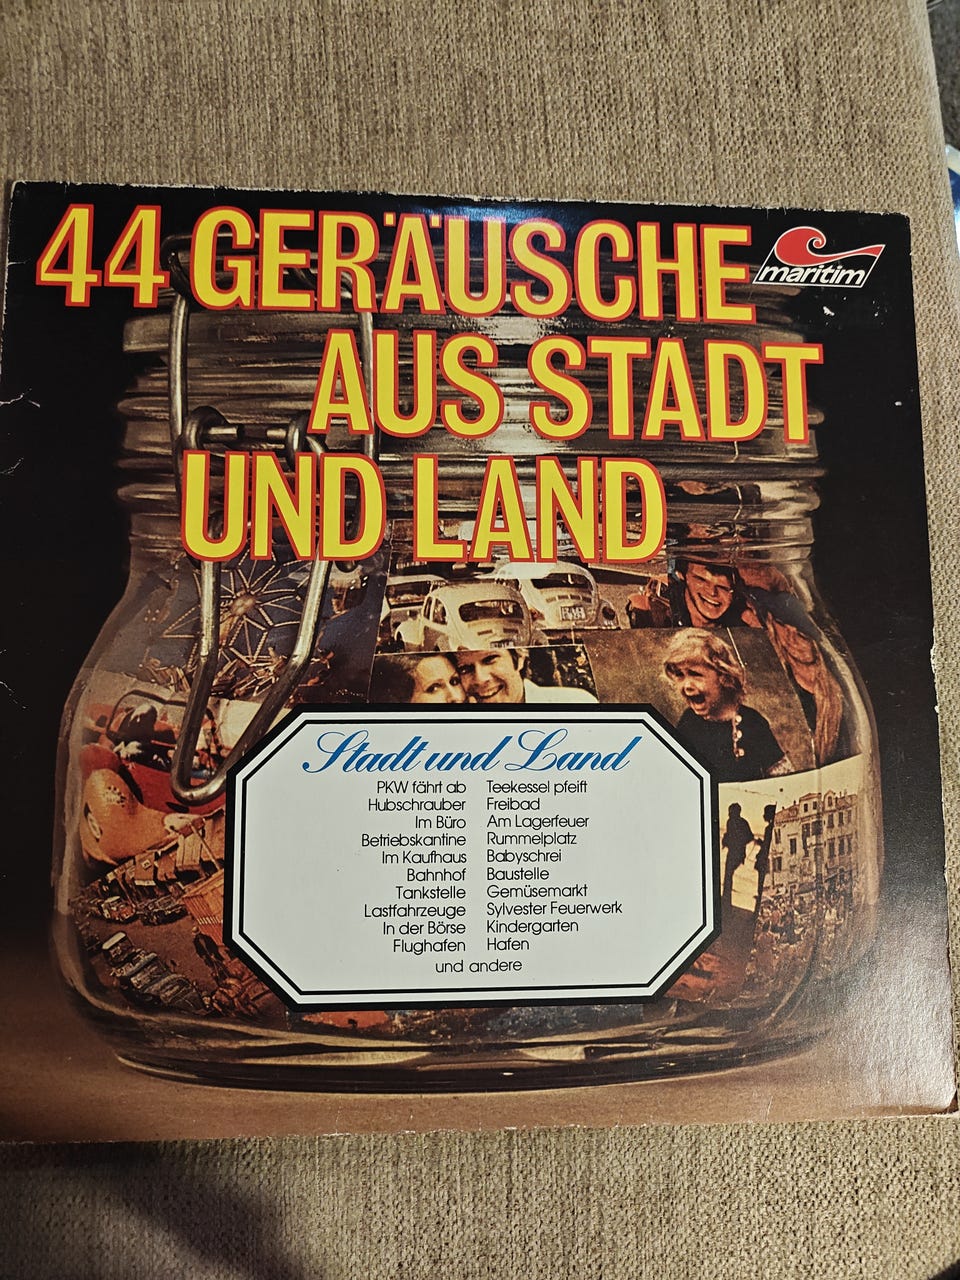 44 GERÄUSCHE
maritim
AUS STADT
UND LAND
Stadt und Land
PKW fährt ab Teekessel pfeift
Hubschrauber Freibad
Im Büro Am Lagerfeuer
Betriebskantine Rummelplatz
Im Kaufhaus Babyschrei
Bahnhof Baustelle
Tankstelle Gemüsemarkt
Lastfahrzeuge Sylvester Feuerwerk
In der Börse Kindergarten
Flughafen Hafen
und andere